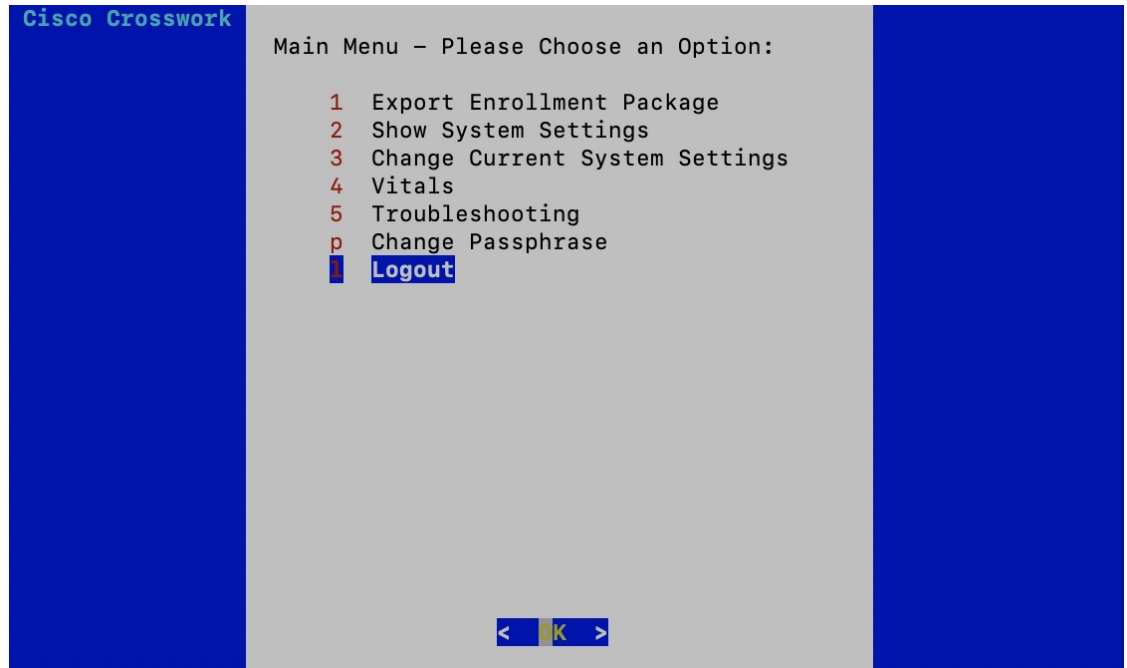 Cisco Crosswork
Main Menu – Please Choose an Option:
1 Export Enrollment Package
2 Show System Settings
3 Change Current System Settings
4 Vitals
5 Troubleshooting
p Change Passphrase
l Logout
< OK >